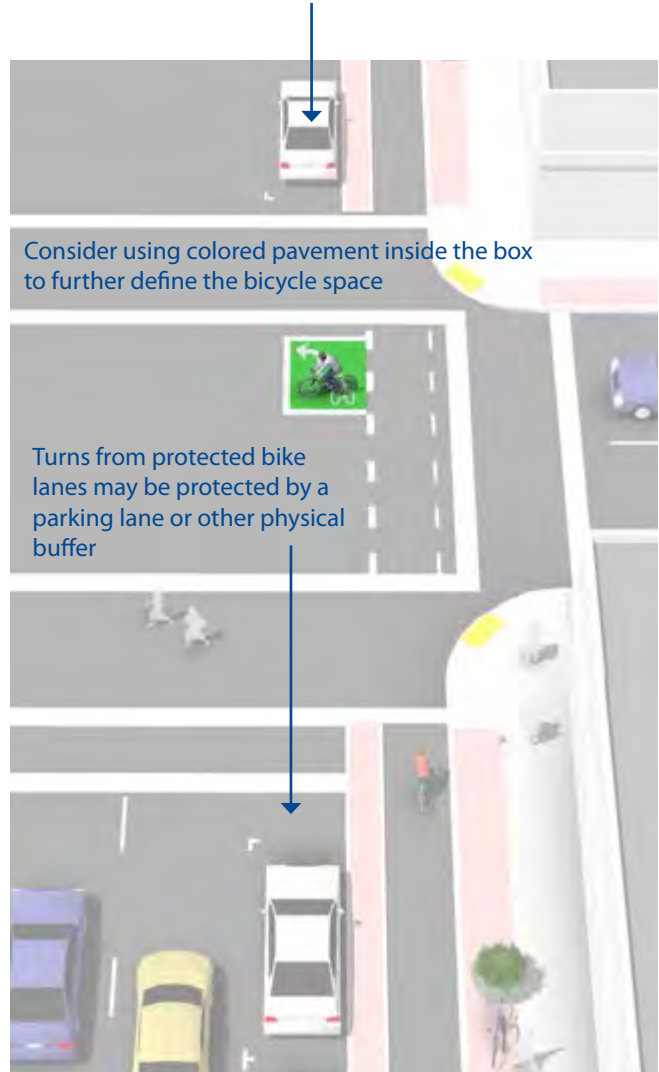 Consider using colored pavement inside the box
to further define the bicycle space
Turns from protected bike
lanes may be protected by a
parking lane or other physical
buffer